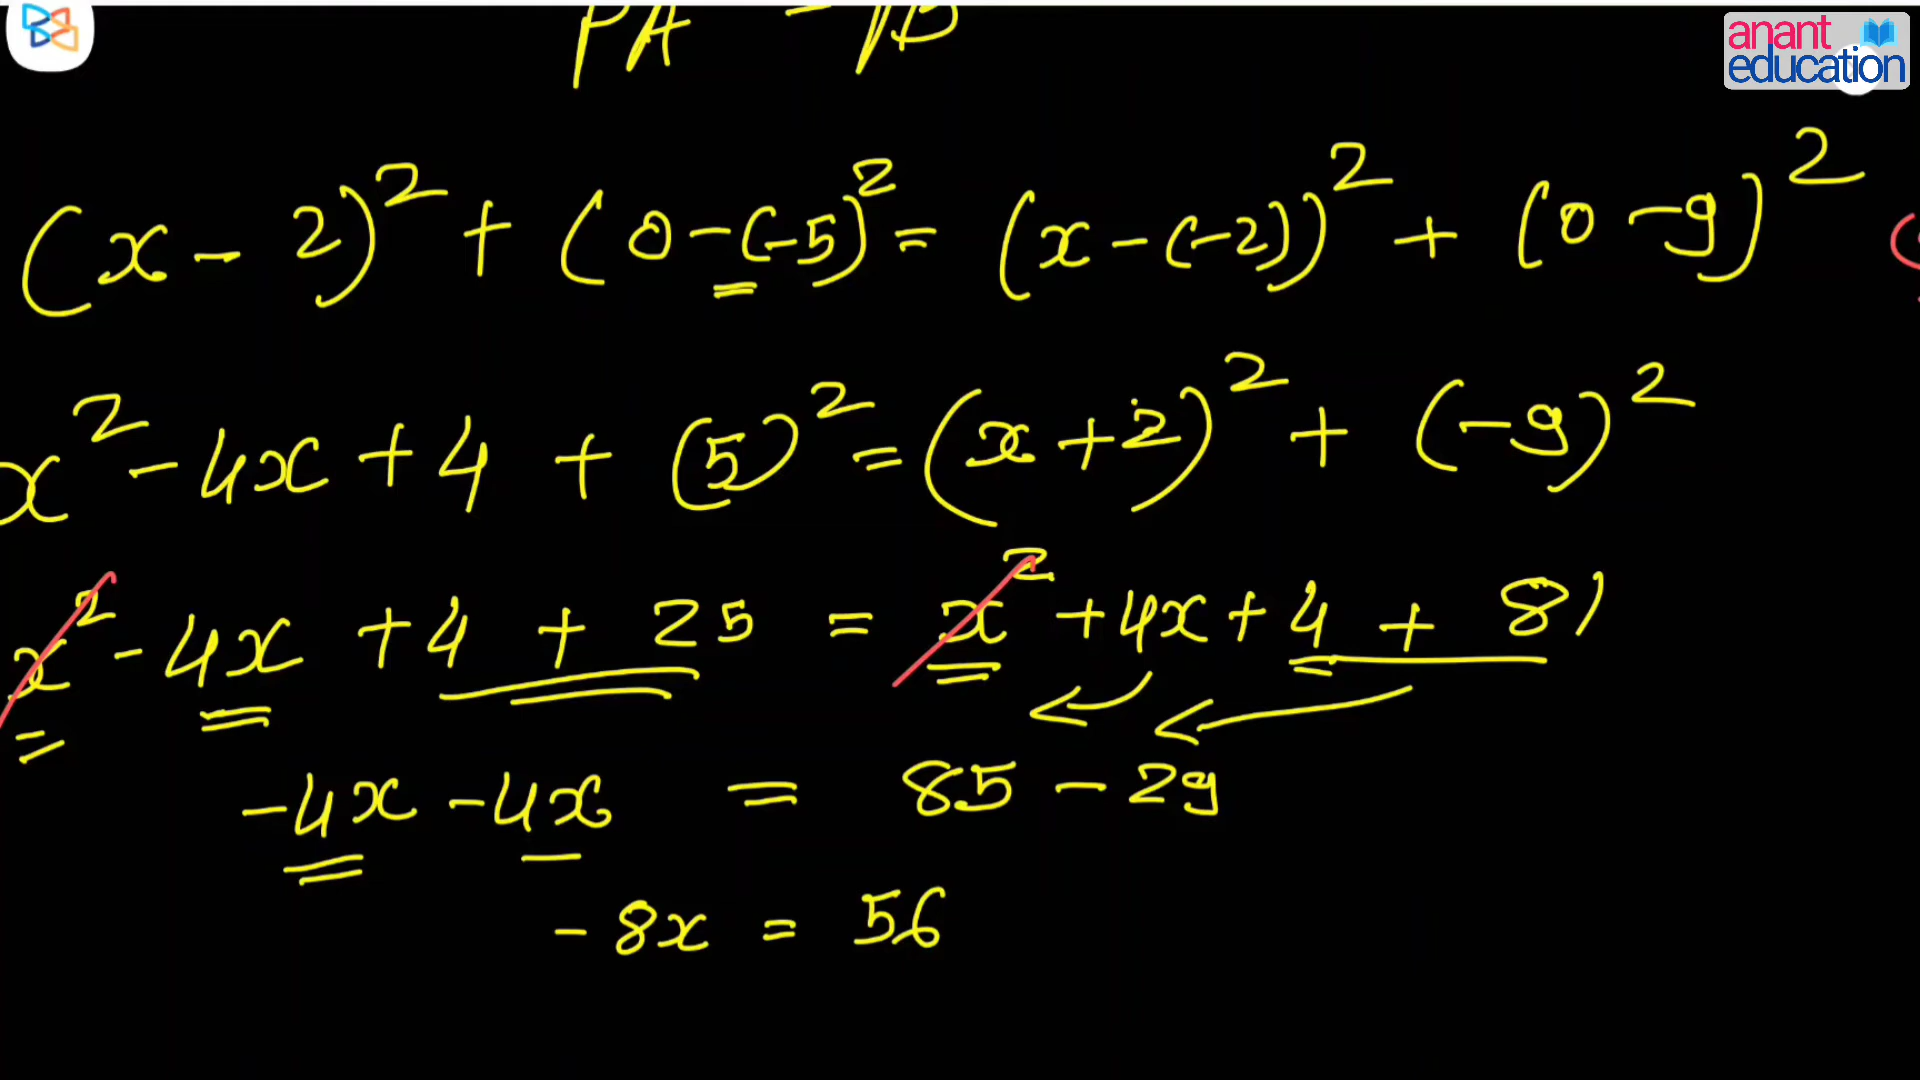 anant
education
PA = PB
(x - 2)² + (0 - (-5)² = (x - (-2))² + (0 - 9)²
x² - 4x + 4 + (5)² = (x + 2)² + (-9)²
x² - 4x + 4 + 25 = x² + 4x + 4 + 81
-4x - 4x = 85 - 29
- 8x = 56